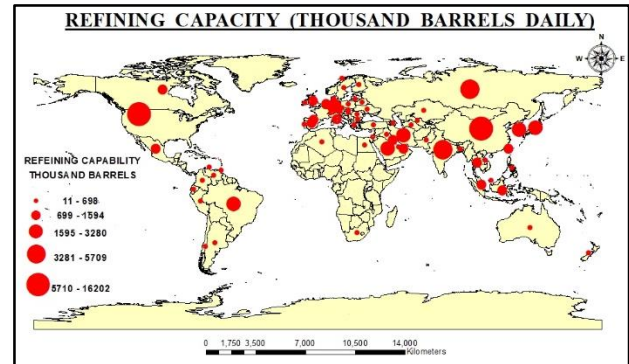 REFINING CAPACITY (THOUSAND BARRELS DAILY)
N
W E
S
REFEINING CAPABILITY
THOUSAND BARRELS
11 - 698
699 - 1594
1595 - 3280
3281 - 5709
5710 - 16202
0 1,750 3,500 7,000 10,500 14,000
Kilometers